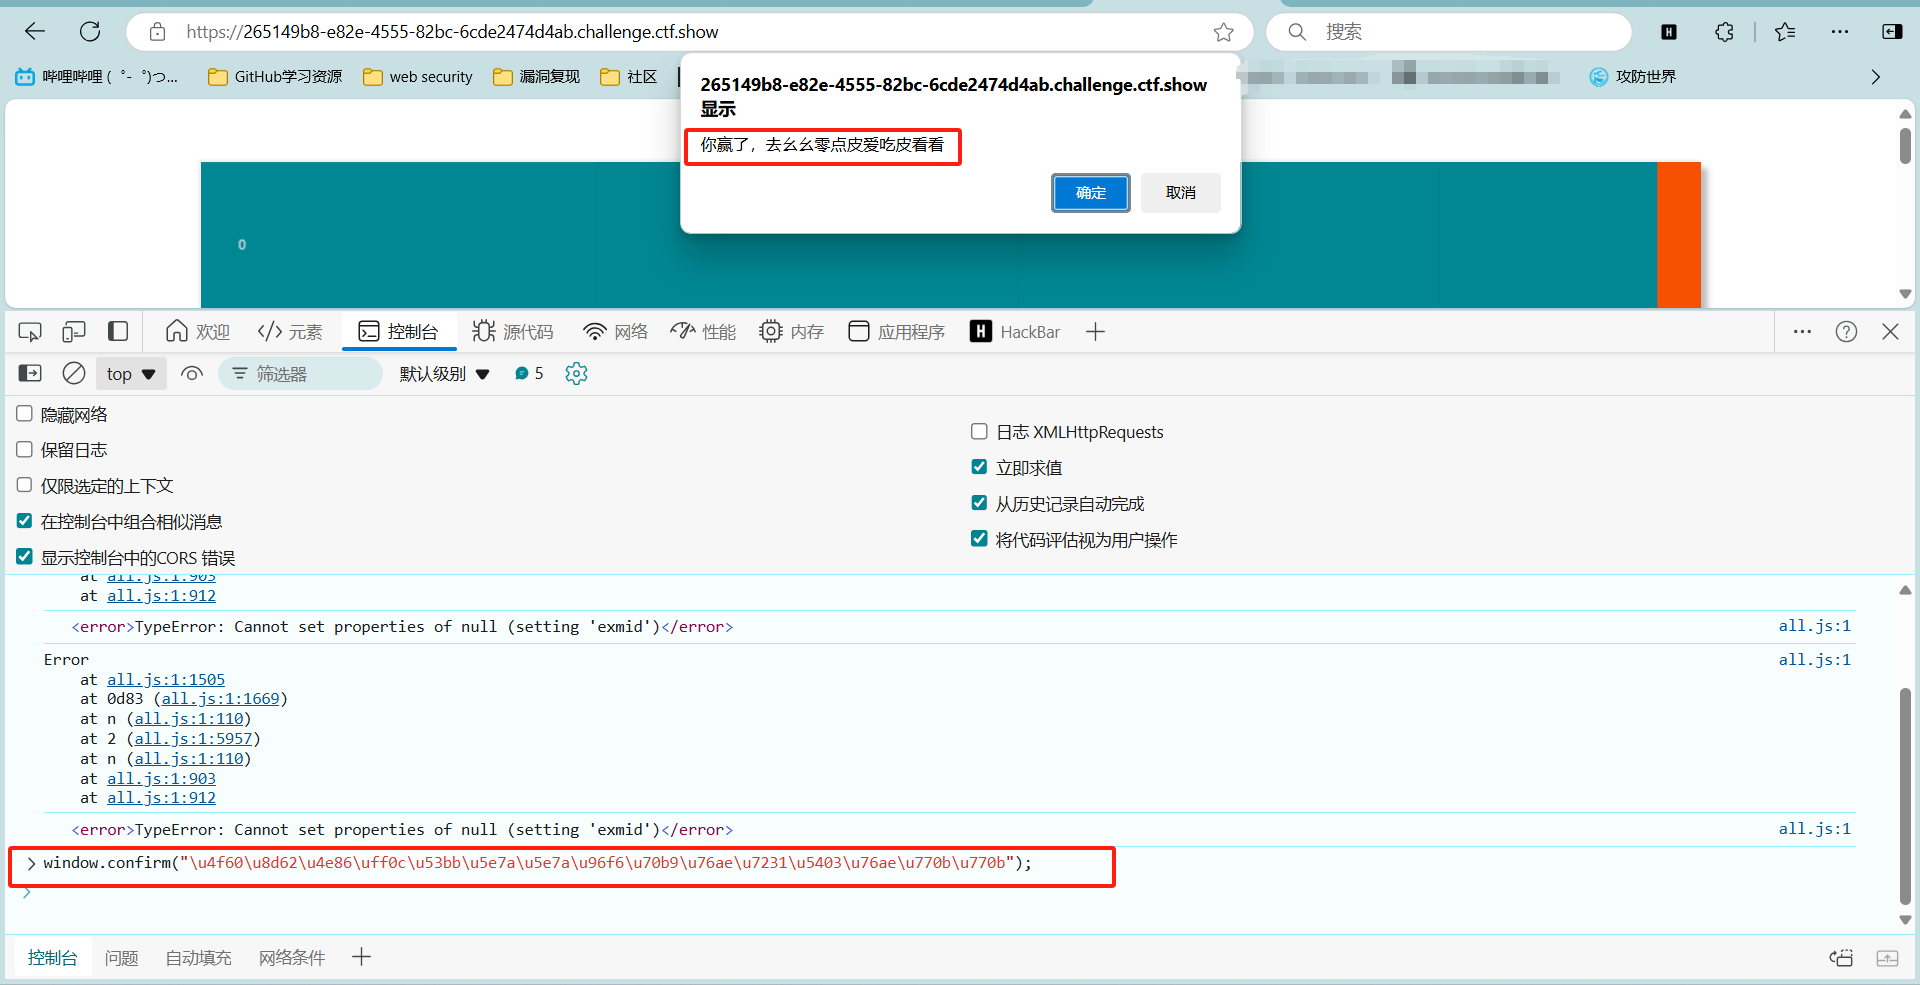 https://265149b8-e82e-4555-82bc-6cde2474d4ab.challenge.ctf.show
搜索
哔哩哔哩 (゜-゜)つ...
GitHub学习资源
web security
漏洞复现
社区
攻防世界
265149b8-e82e-4555-82bc-6cde2474d4ab.challenge.ctf.show
显示
你赢了，去幺幺零点皮爱吃皮看看
确定
取消
0
欢迎
元素
控制台
源代码
网络
性能
内存
应用程序
HackBar
top
筛选器
默认级别
5
隐藏网络
保留日志
仅限选定的上下文
在控制台中组合相似消息
显示控制台中的CORS 错误
日志 XMLHttpRequests
立即求值
从历史记录自动完成
将代码评估视为用户操作
at all.js:1:903
at all.js:1:912
<error>TypeError: Cannot set properties of null (setting 'exmid')</error> all.js:1
Error all.js:1
at all.js:1:1505
at 0d83 (all.js:1:1669)
at n (all.js:1:110)
at 2 (all.js:1:5957)
at n (all.js:1:110)
at all.js:1:903
at all.js:1:912
<error>TypeError: Cannot set properties of null (setting 'exmid')</error> all.js:1
window.confirm("\u4f60\u8d62\u4e86\uff0c\u53bb\u5e7a\u5e7a\u96f6\u70b9\u76ae\u7231\u5403\u76ae\u770b\u770b");
控制台
问题
自动填充
网络条件